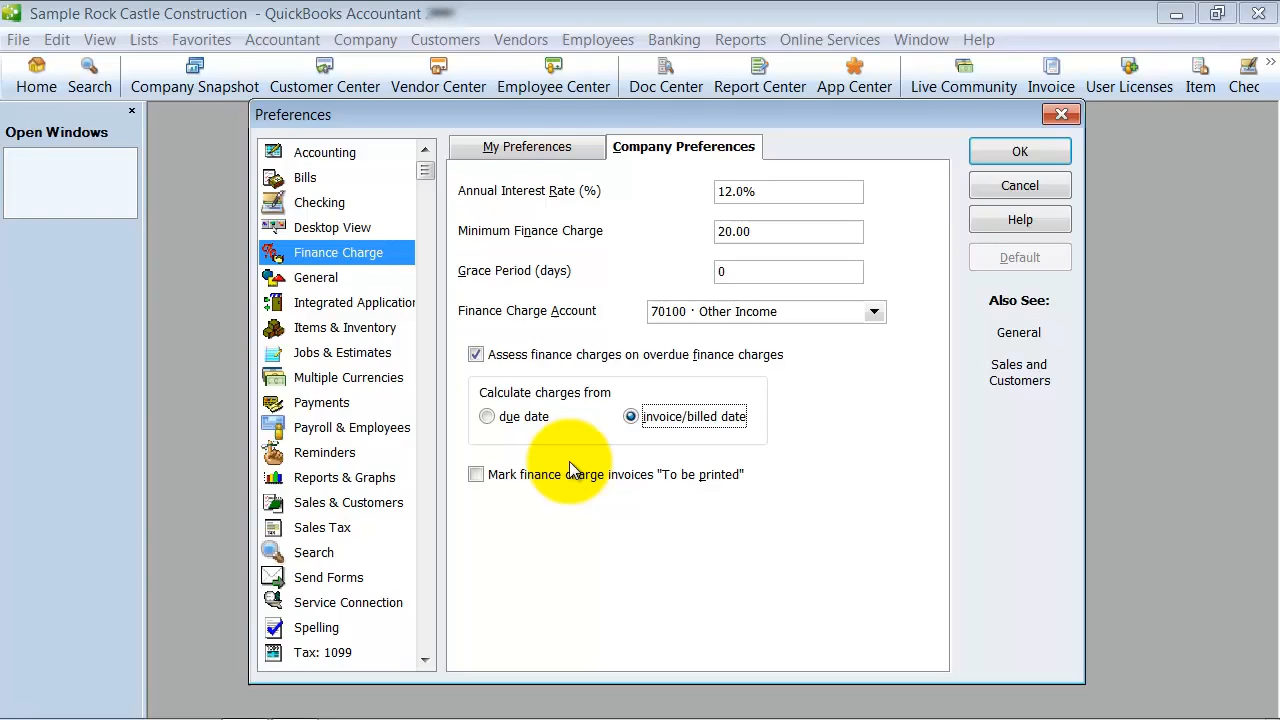 Sample Rock Castle Construction - QuickBooks Accountant
File Edit View Lists Favorites Accountant Company Customers Vendors Employees Banking Reports Online Services Window Help
Home Search Company Snapshot Customer Center Vendor Center Employee Center Doc Center Report Center App Center Live Community Invoice User Licenses Item Chec
Open Windows
Preferences
Accounting
Bills
Checking
Desktop View
Finance Charge
General
Integrated Application
Items & Inventory
Jobs & Estimates
Multiple Currencies
Payments
Payroll & Employees
Reminders
Reports & Graphs
Sales & Customers
Sales Tax
Search
Send Forms
Service Connection
Spelling
Tax: 1099
My Preferences Company Preferences
Annual Interest Rate (%) 12.0%
Minimum Finance Charge 20.00
Grace Period (days) 0
Finance Charge Account 70100 · Other Income
Assess finance charges on overdue finance charges
Calculate charges from
due date invoice/billed date
Mark finance charge invoices "To be printed"
OK
Cancel
Help
Default
Also See:
General
Sales and
Customers